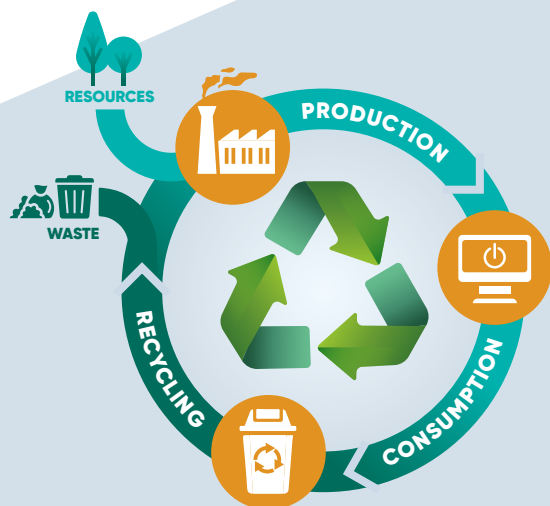 RESOURCES
PRODUCTION
WASTE
RECYCLING
CONSUMPTION